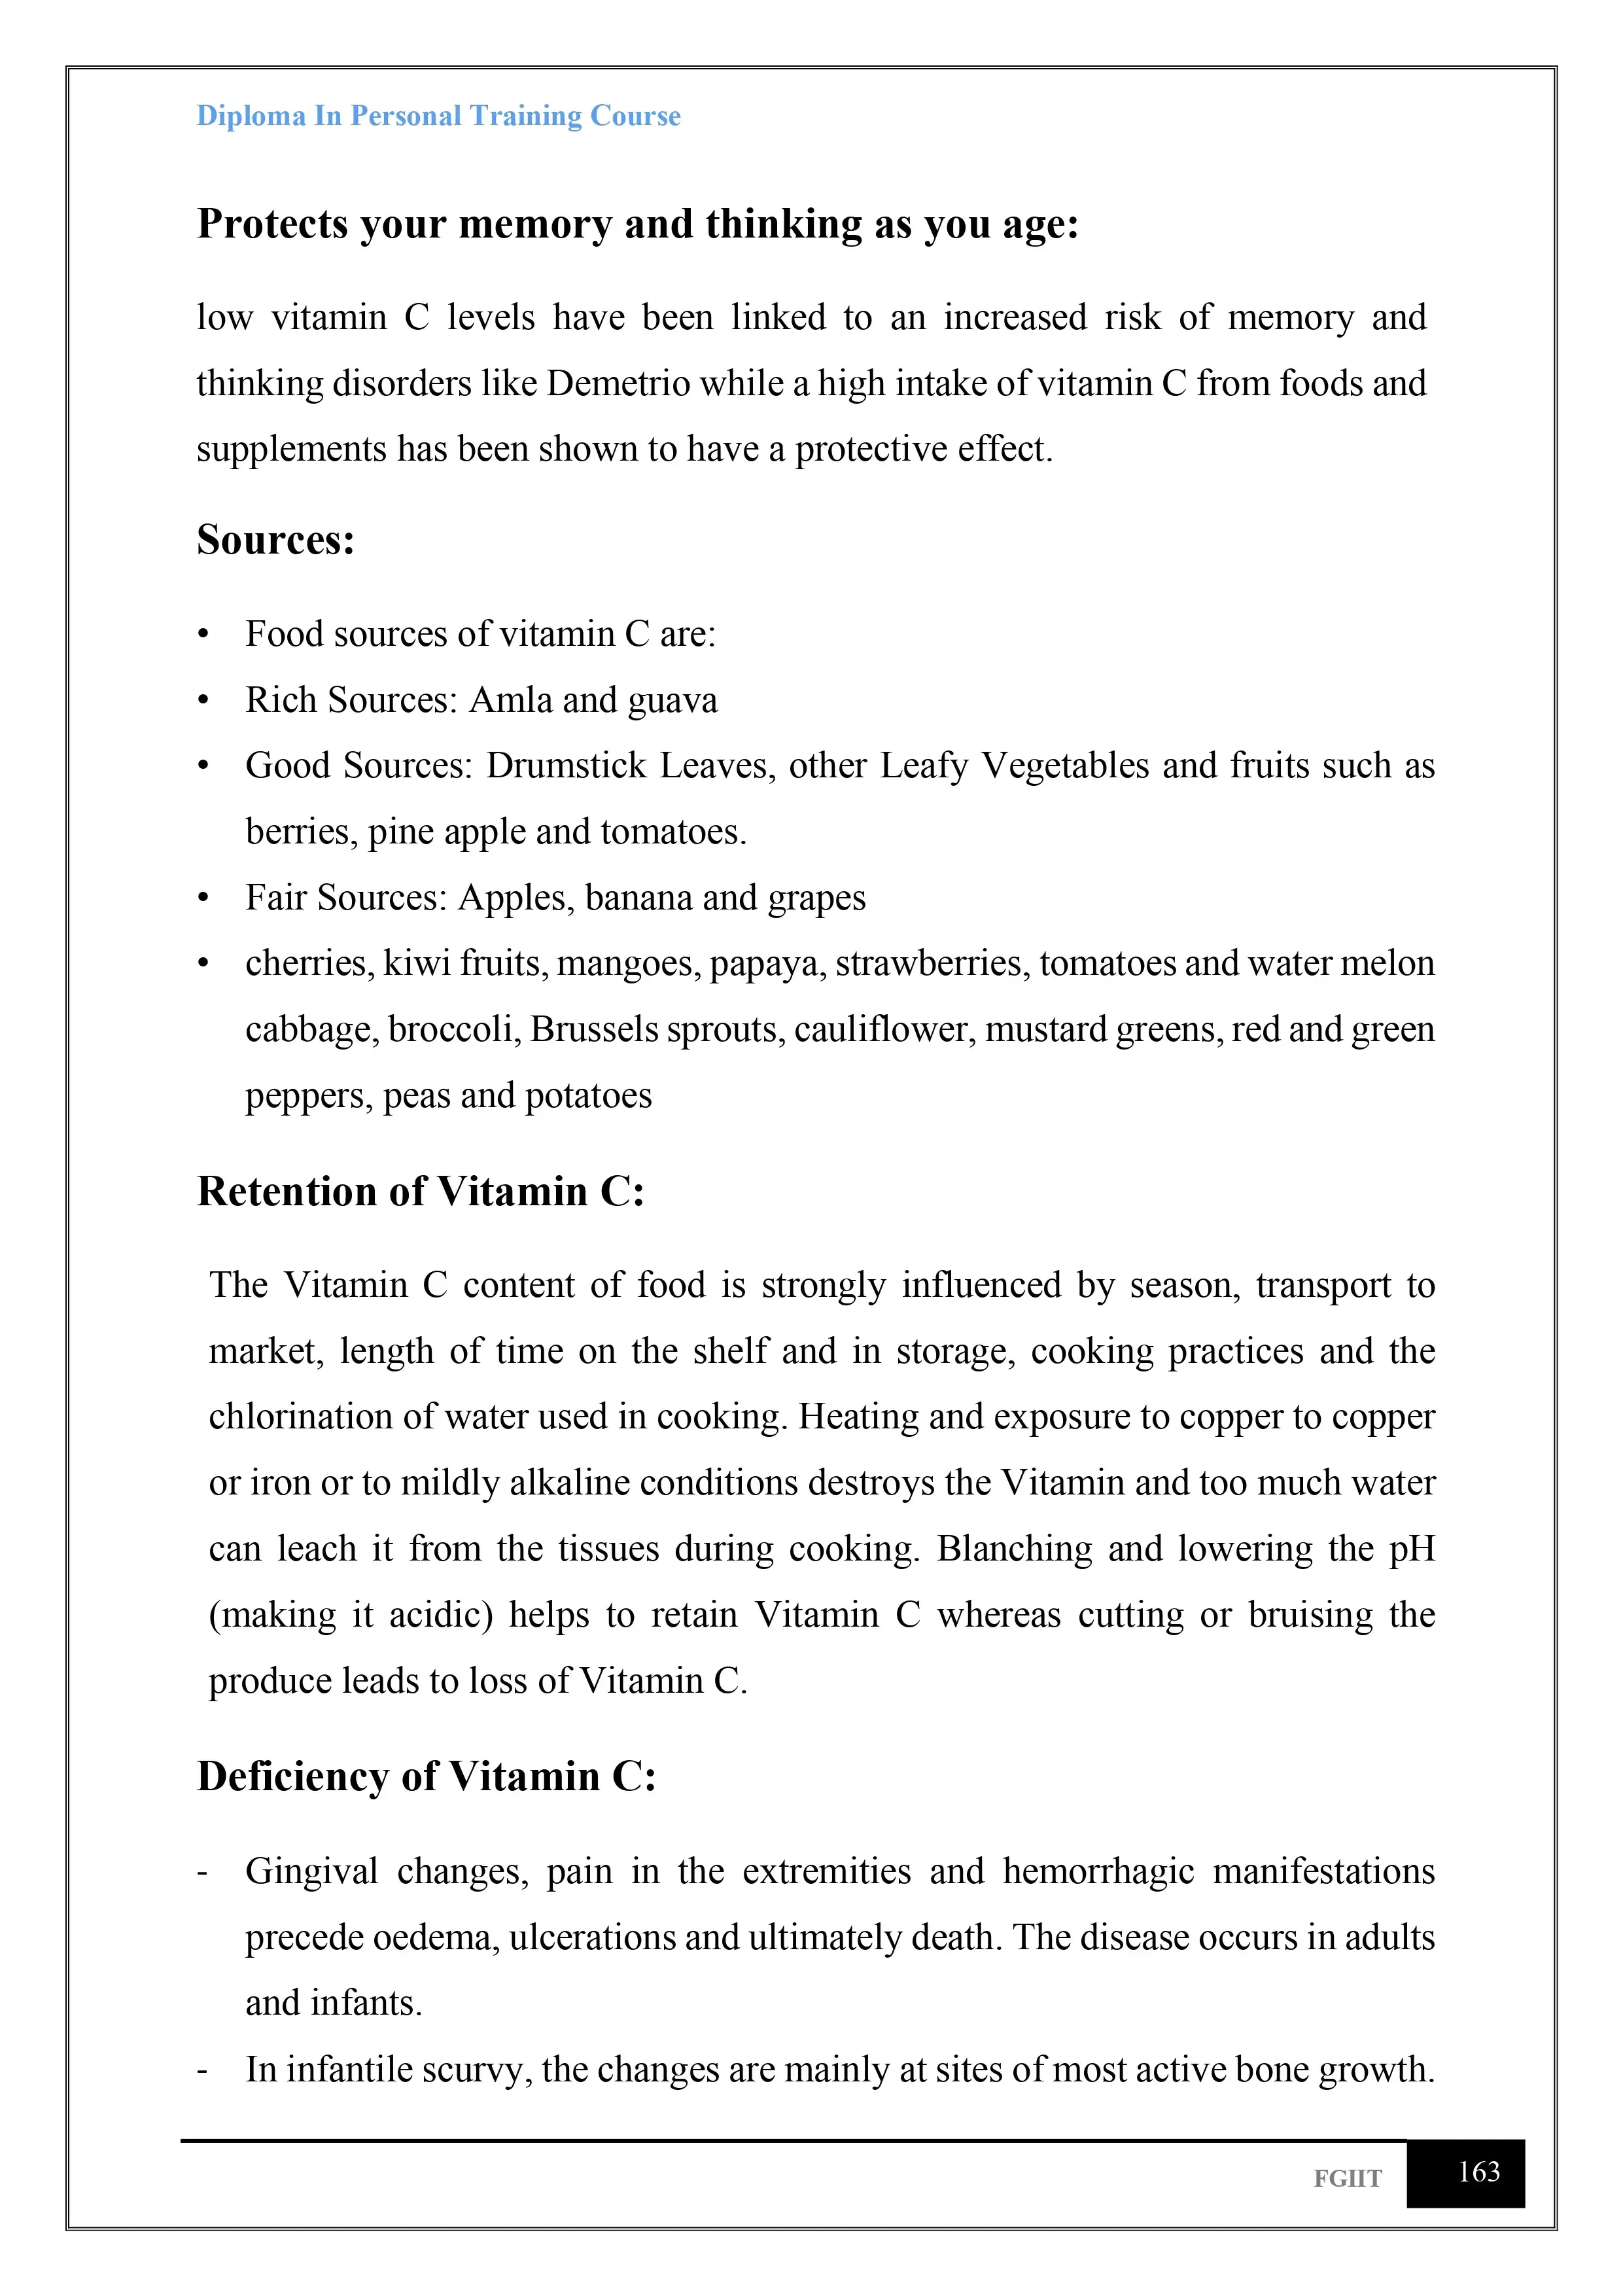 Diploma In Personal Training Course
Protects your memory and thinking as you age:
low vitamin C levels have been linked to an increased risk of memory and
thinking disorders like Demetrio while a high intake of vitamin C from foods and
supplements has been shown to have a protective effect.
Sources:
• Food sources of vitamin C are:
• Rich Sources: Amla and guava
• Good Sources: Drumstick Leaves, other Leafy Vegetables and fruits such as
berries, pine apple and tomatoes.
• Fair Sources: Apples, banana and grapes
• cherries, kiwi fruits, mangoes, papaya, strawberries, tomatoes and water melon
cabbage, broccoli, Brussels sprouts, cauliflower, mustard greens, red and green
peppers, peas and potatoes
Retention of Vitamin C:
The Vitamin C content of food is strongly influenced by season, transport to
market, length of time on the shelf and in storage, cooking practices and the
chlorination of water used in cooking. Heating and exposure to copper to copper
or iron or to mildly alkaline conditions destroys the Vitamin and too much water
can leach it from the tissues during cooking. Blanching and lowering the pH
(making it acidic) helps to retain Vitamin C whereas cutting or bruising the
produce leads to loss of Vitamin C.
Deficiency of Vitamin C:
- Gingival changes, pain in the extremities and hemorrhagic manifestations
precede oedema, ulcerations and ultimately death. The disease occurs in adults
and infants.
- In infantile scurvy, the changes are mainly at sites of most active bone growth.
FGIIT 163